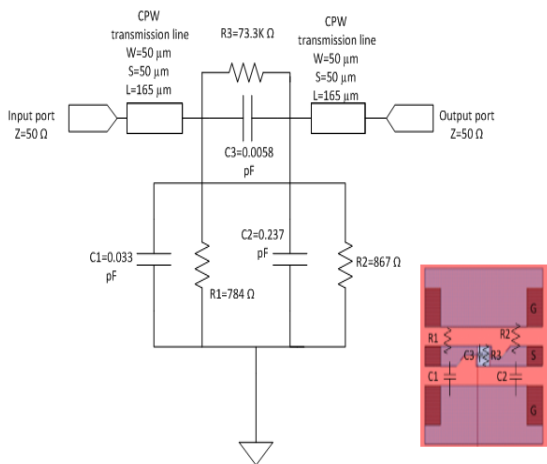 CPW
transmission line
W=50 μm
S=50 μm
L=165 μm
R3=73.3K Ω
CPW
transmission line
W=50 μm
S=50 μm
L=165 μm
Input port
Z=50 Ω
Output port
Z=50 Ω
C3=0.0058
pF
C1=0.033
pF
R1=784 Ω
C2=0.237
pF
R2=867 Ω
G
R1
R2
C3
R3
S
C1
C2
G